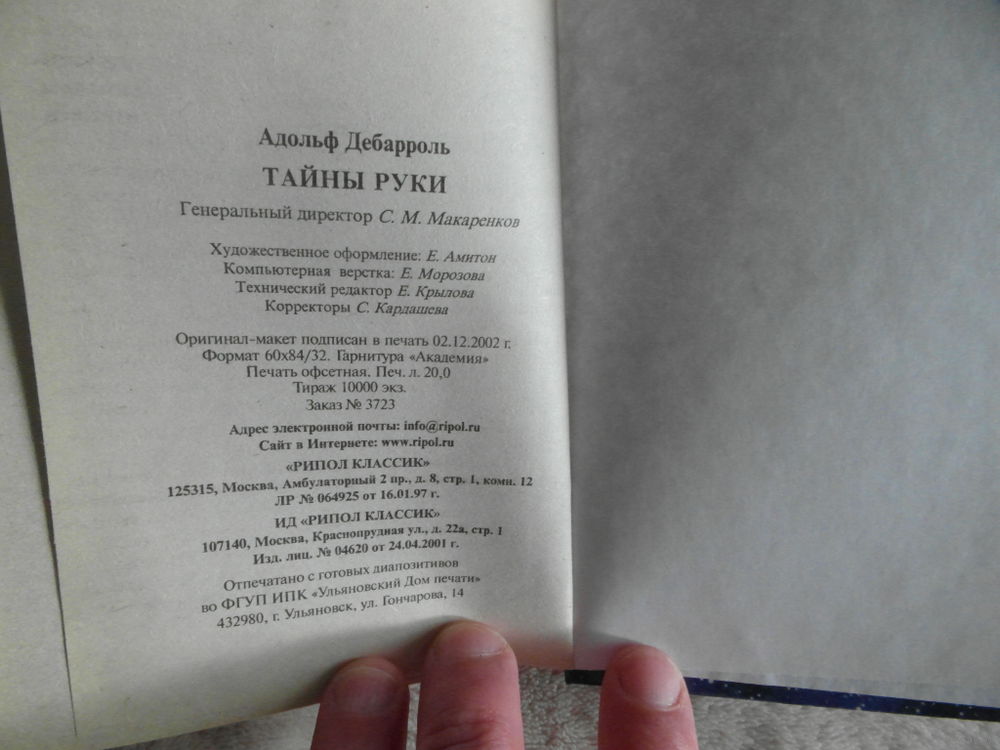 Адольф Дебарроль
ТАЙНЫ РУКИ
Генеральный директор С. М. Макаренков
Художественное оформление: Е. Амитон
Компьютерная верстка: Е. Морозова
Технический редактор Е. Крылова
Корректоры С. Кардашева
Оригинал-макет подписан в печать 02.12.2002 г.
Формат 60х84/32. Гарнитура «Академия»
Печать офсетная. Печ. л. 20,0
Тираж 10000 экз.
Заказ № 3723
Адрес электронной почты: info@ripol.ru
Сайт в Интернете: www.ripol.ru
«РИПОЛ КЛАССИК»
125315, Москва, Амбулаторный 2 пр., д. 8, стр. 1, комн. 12
ЛР № 064925 от 16.01.97 г.
ИД «РИПОЛ КЛАССИК»
107140, Москва, Краснопрудная ул., д. 22а, стр. 1
Изд. лиц. № 04620 от 24.04.2001 г.
Отпечатано с готовых диапозитивов
во ФГУП ИПК «Ульяновский Дом печати»
432980, г. Ульяновск, ул. Гончарова, 14